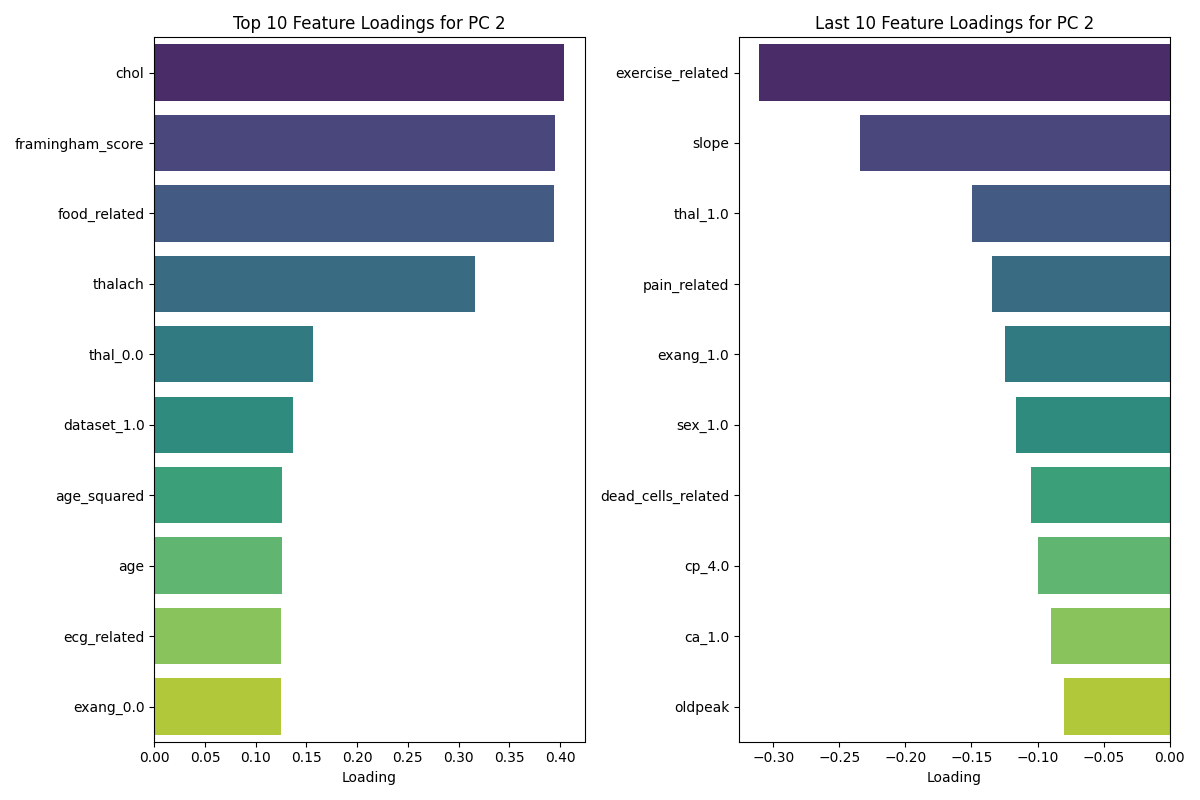 Top 10 Feature Loadings for PC 2
chol
framingham_score
food_related
thalach
thal_0.0
dataset_1.0
age_squared
age
ecg_related
exang_0.0
0.00 0.05 0.10 0.15 0.20 0.25 0.30 0.35 0.40
Loading
Last 10 Feature Loadings for PC 2
exercise_related
slope
thal_1.0
pain_related
exang_1.0
sex_1.0
dead_cells_related
cp_4.0
ca_1.0
oldpeak
−0.30 −0.25 −0.20 −0.15 −0.10 −0.05 0.00
Loading